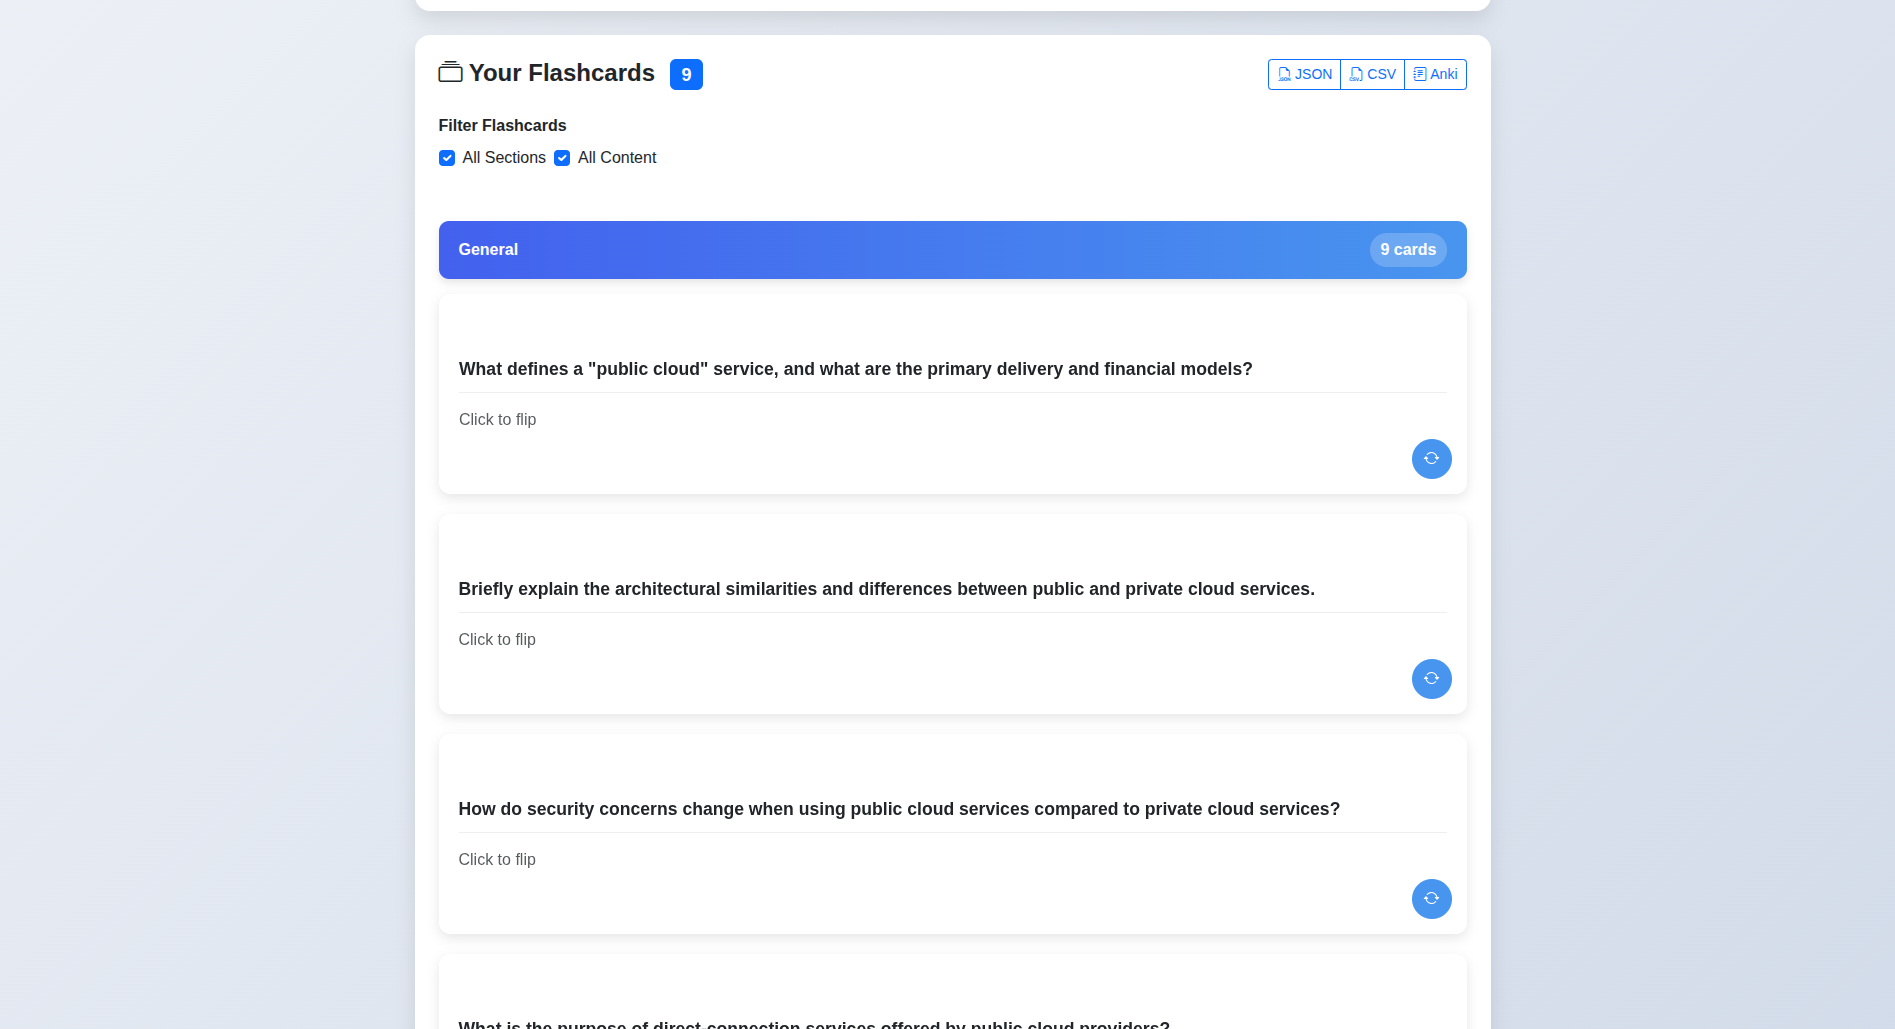 Your Flashcards 9
JSON CSV Anki
Filter Flashcards
All Sections All Content
General 9 cards
What defines a "public cloud" service, and what are the primary delivery and financial models?
Click to flip
Briefly explain the architectural similarities and differences between public and private cloud services.
Click to flip
How do security concerns change when using public cloud services compared to private cloud services?
Click to flip
What is the purpose of direct-connection services offered by public cloud providers?